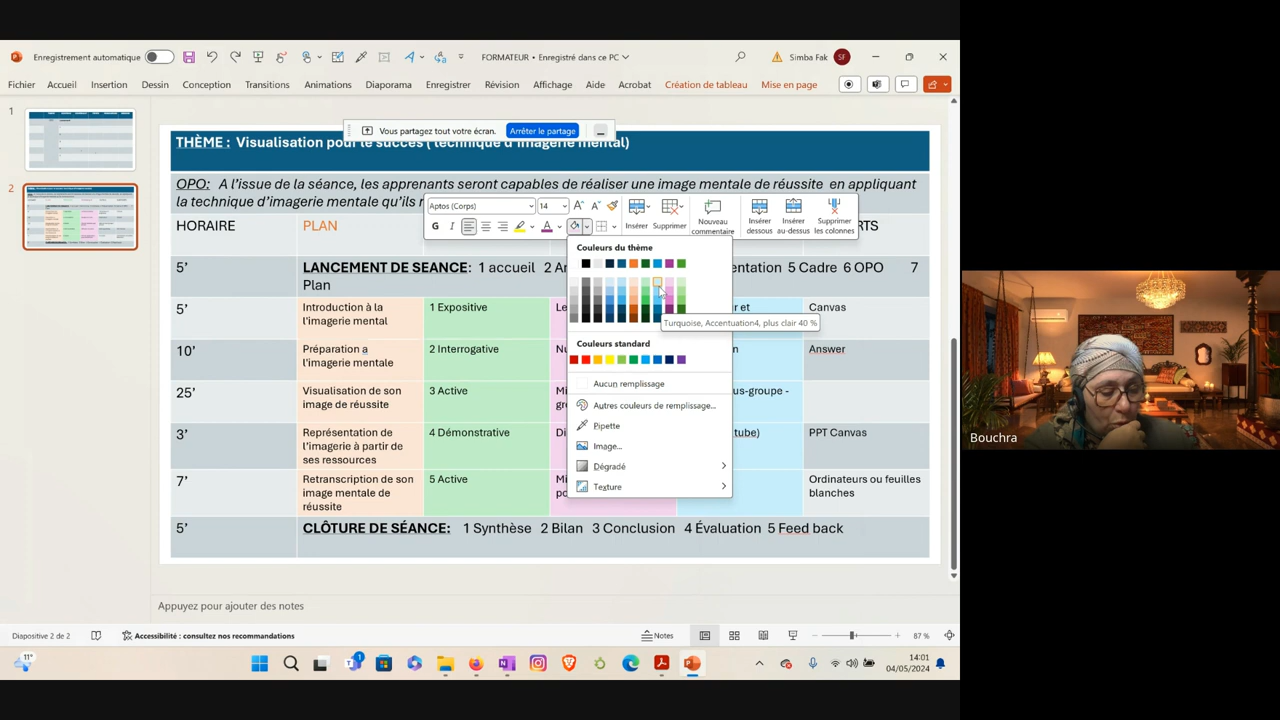 Enregistrement automatique
FORMATEUR • Enregistré dans ce PC
Simba Fak
SF
Fichier
Accueil
Insertion
Dessin
Conception
Transitions
Animations
Diaporama
Enregistrer
Révision
Affichage
Aide
Acrobat
Création de tableau
Mise en page
1
2
Vous partagez tout votre écran.
Arrêter le partage
THÈME : Visualisation pour le succès ( technique d'imagerie mental)
OPO: A l'issue de la séance, les apprenants seront capables de réaliser une image mentale de réussite en appliquant
la technique d'imagerie mentale qu'ils
Aptos (Corps)
14
G
I
Insérer
Supprimer
Nouveau
commentaire
Insérer
dessous
Insérer
au-dessus
Supprimer
les colonnes
HORAIRE
PLAN
RTS
Couleurs du thème
5’
LANCEMENT DE SEANCE: 1 accueil 2
entation 5 Cadre 6 OPO 7
Plan
5’
Introduction à la
l’imagerie mental
1 Expositive
er et
Canvas
Turquoise, Accentuation4, plus clair 40 %
Couleurs standard
10’
Préparation a
l’imagerie mentale
2 Interrogative
Answer
Aucun remplissage
Autres couleurs de remplissage...
Pipette
Image...
Dégradé
Texture
25’
Visualisation de son
image de réussite
3 Active
us-groupe -
3’
Représentation de
l’imagerie à partir de
ses ressources
4 Démonstrative
tube)
PPT Canvas
7’
Retranscription de son
image mentale de
réussite
5 Active
Ordinateurs ou feuilles
blanches
5’
CLÔTURE DE SÉANCE: 1 Synthèse 2 Bilan 3 Conclusion 4 Évaluation 5 Feed back
Appuyez pour ajouter des notes
Diapositive 2 de 2
Accessibilité : consultez nos recommandations
Notes
87 %
11°
14:01
04/05/2024
Bouchra